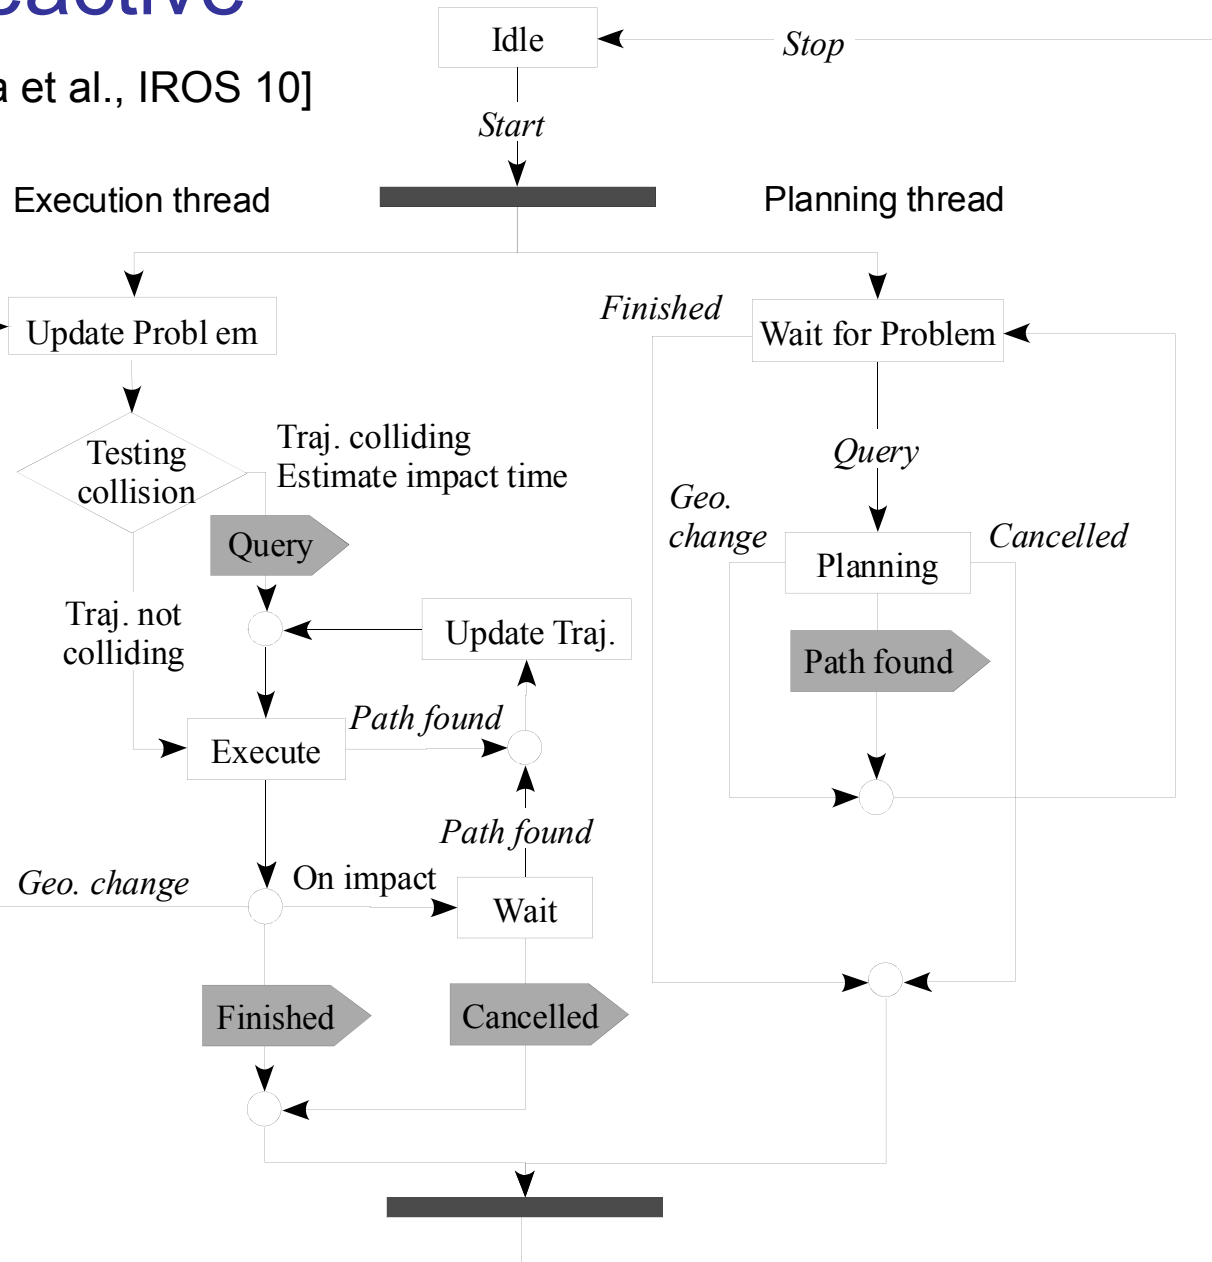 eactive
a et al., IROS 10]
Idle
Stop
Start
Execution thread
Planning thread
Update Probl em
Finished
Wait for Problem
Testing
collision
Traj. colliding
Estimate impact time
Query
Geo.
change
Cancelled
Query
Planning
Traj. not
colliding
Update Traj.
Path found
Execute
Path found
Path found
Geo. change
On impact
Wait
Finished
Cancelled